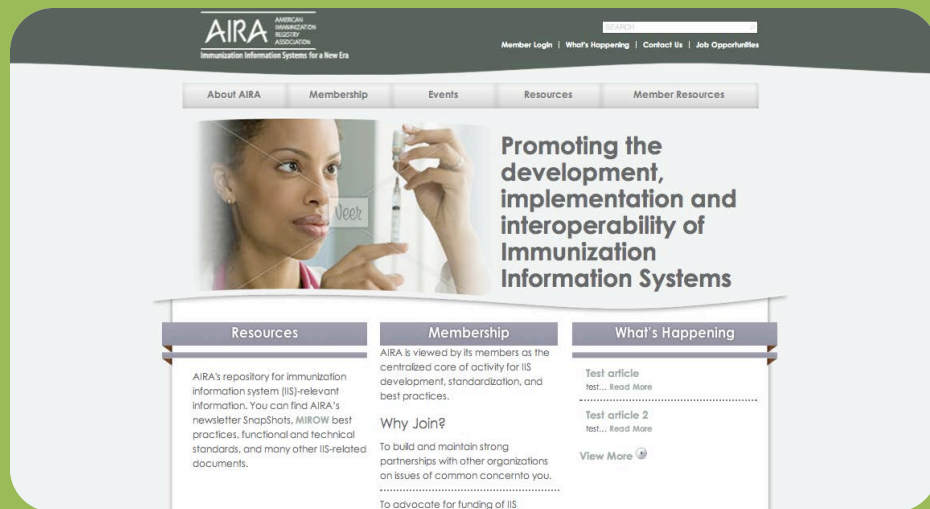 AIRA
AMERICAN
IMMUNIZATION
REGISTRY
ASSOCIATION
Immunization Information Systems for a New Era
SEARCH
Member Login | What's Happening | Contact Us | Job Opportunities
About AIRA
Membership
Events
Resources
Member Resources
Veer
Promoting the
development,
implementation and
interoperability of
Immunization
Information Systems
Resources
AIRA's repository for immunization
information system (IIS)-relevant
information. You can find AIRA's
newsletter SnapShots, MIROW best
practices, functional and technical
standards, and many other IIS-related
documents.
Membership
AIRA is viewed by its members as the
centralized core of activity for IIS
development, standardization, and
best practices.
Why Join?
To build and maintain strong
partnerships with other organizations
on issues of common concernto you.
To advocate for funding of IIS
What's Happening
Test article
test... Read More
Test article 2
test... Read More
View More